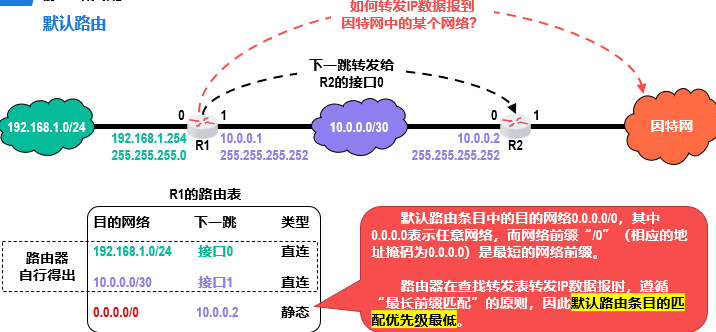 默认路由
如何转发IP数据报到
因特网中的某个网络？
下一跳转发给
R2的接口0
0
1
0
1
192.168.1.0/24
10.0.0.0/30
因特网
192.168.1.254
255.255.255.0
R1
10.0.0.1
255.255.255.252
10.0.0.2
255.255.255.252
R2
R1的路由表
目的网络 下一跳 类型
192.168.1.0/24 接口0 直连
10.0.0.0/30 接口1 直连
0.0.0.0/0 10.0.0.2 静态
路由器
自行得出
默认路由条目中的目的网络0.0.0.0/0，其中
0.0.0.0表示任意网络，而网络前缀“/0”（相应的地
址掩码为0.0.0.0）是最短的网络前缀。
路由器在查找转发表转发IP数据报时，遵循
“最长前缀匹配”的原则，因此默认路由条目的匹
配优先级最低。